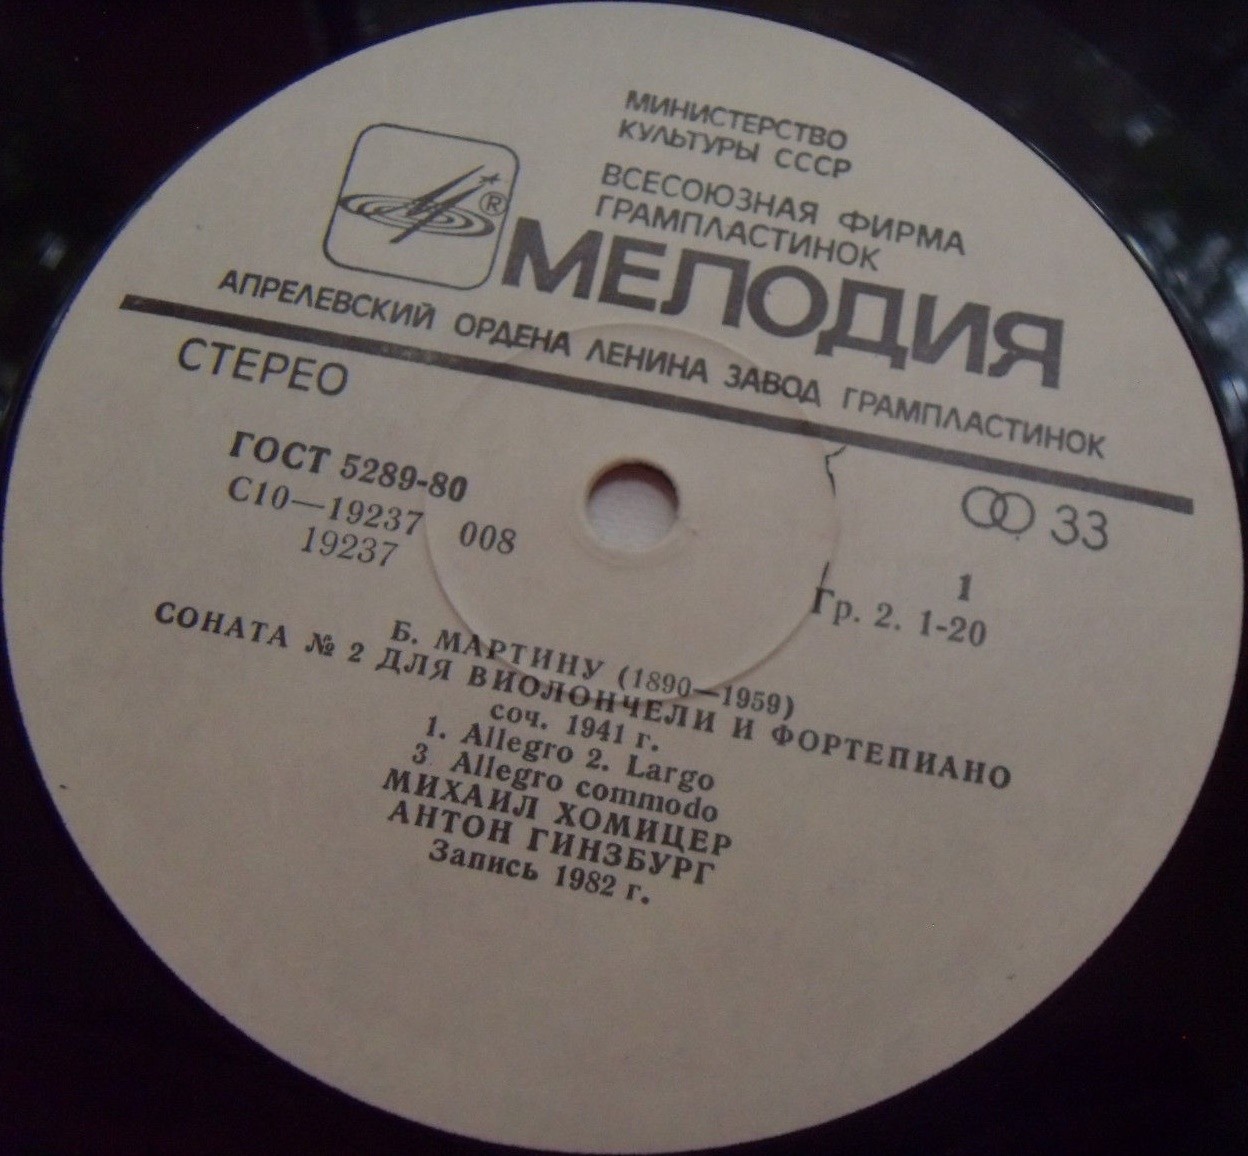 МИНИСТЕРСТВО
КУЛЬТУРЫ СССР
ВСЕСОЮЗНАЯ ФИРМА
ГРАМПЛАСТИНОК
®
МЕЛОДИЯ
АПРЕЛЕВСКИЙ ОРДЕНА ЛЕНИНА ЗАВОД ГРАМПЛАСТИНОК
СТЕРЕО
33
ГОСТ 5289-80
С10—19237 008
19237
1
Гр. 2. 1-20
Б. МАРТИНУ (1890—1959)
СОНАТА № 2 ДЛЯ ВИОЛОНЧЕЛИ И ФОРТЕПИАНО
соч. 1941 г.
1. Allegro 2. Largo
3 Allegro commodo
МИХАИЛ ХОМИЦЕР
АНТОН ГИНЗБУРГ
Запись 1982 г.